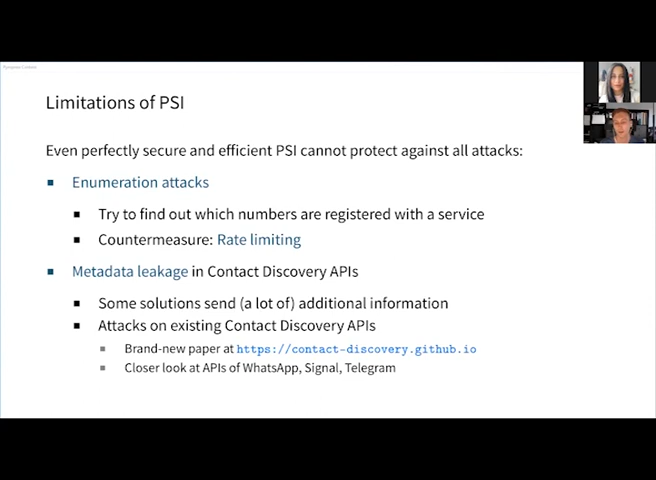 Limitations of PSI
Even perfectly secure and efficient PSI cannot protect against all attacks:
Enumeration attacks
Try to find out which numbers are registered with a service
Countermeasure: Rate limiting
Metadata leakage in Contact Discovery APIs
Some solutions send (a lot of) additional information
Attacks on existing Contact Discovery APIs
Brand-new paper at https://contact-discovery.github.io
Closer look at APIs of WhatsApp, Signal, Telegram